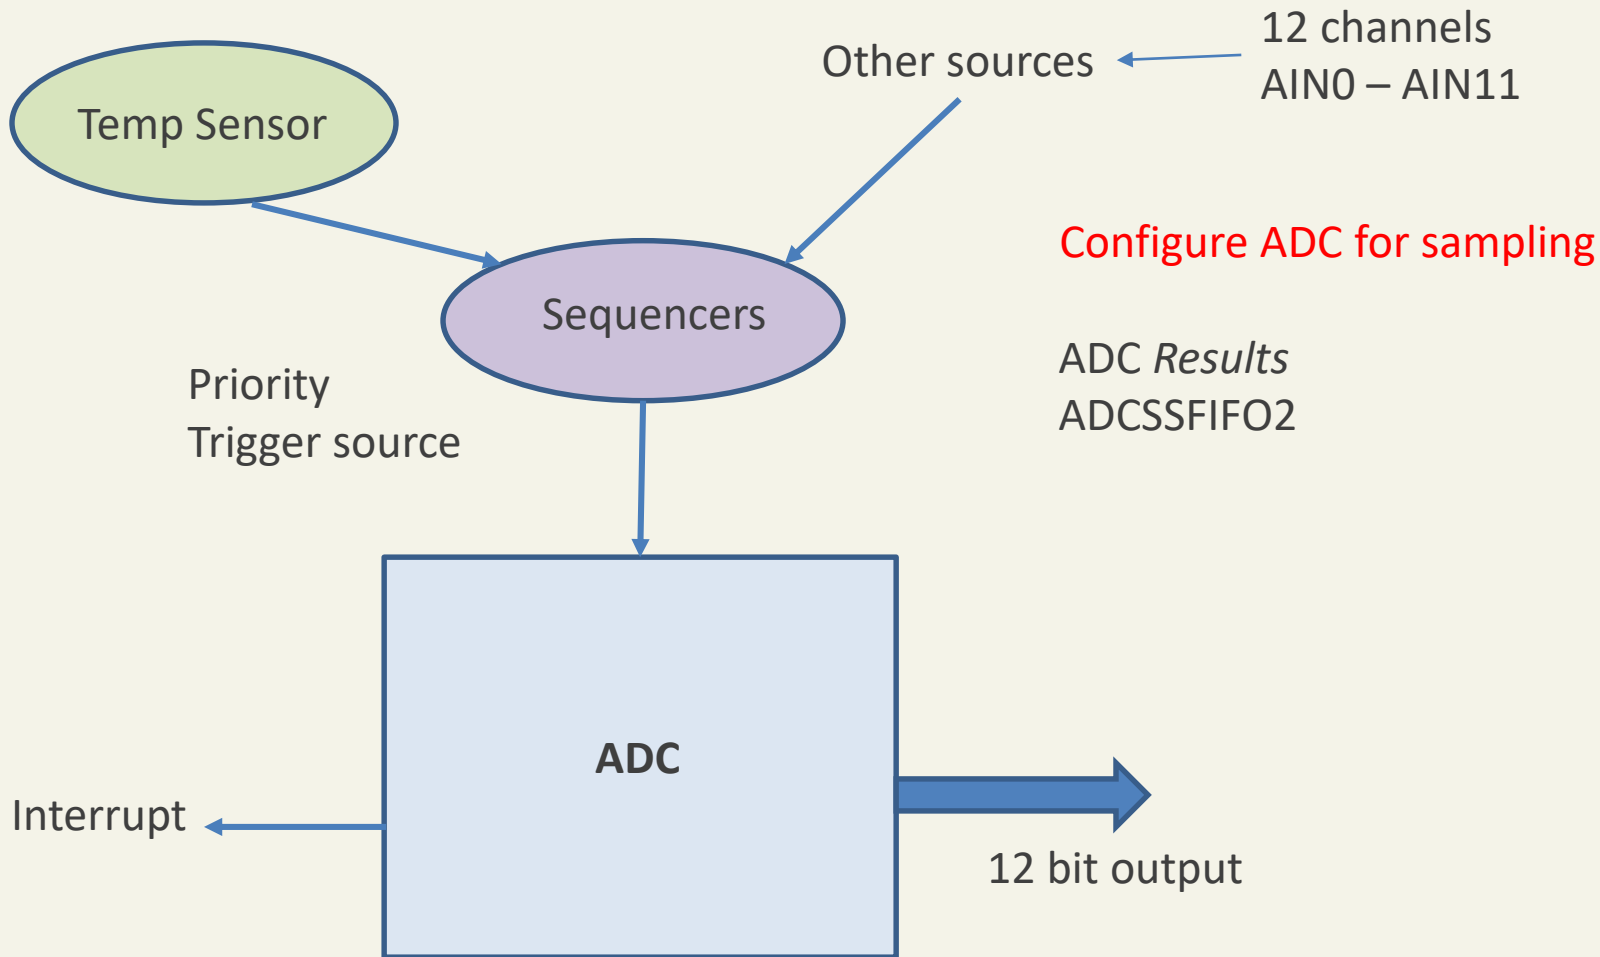 12 channels
AIN0 – AIN11
Other sources
Temp Sensor
Configure ADC for sampling
Sequencers
ADC Results
ADCSSFIFO2
Priority
Trigger source
ADC
Interrupt
12 bit output